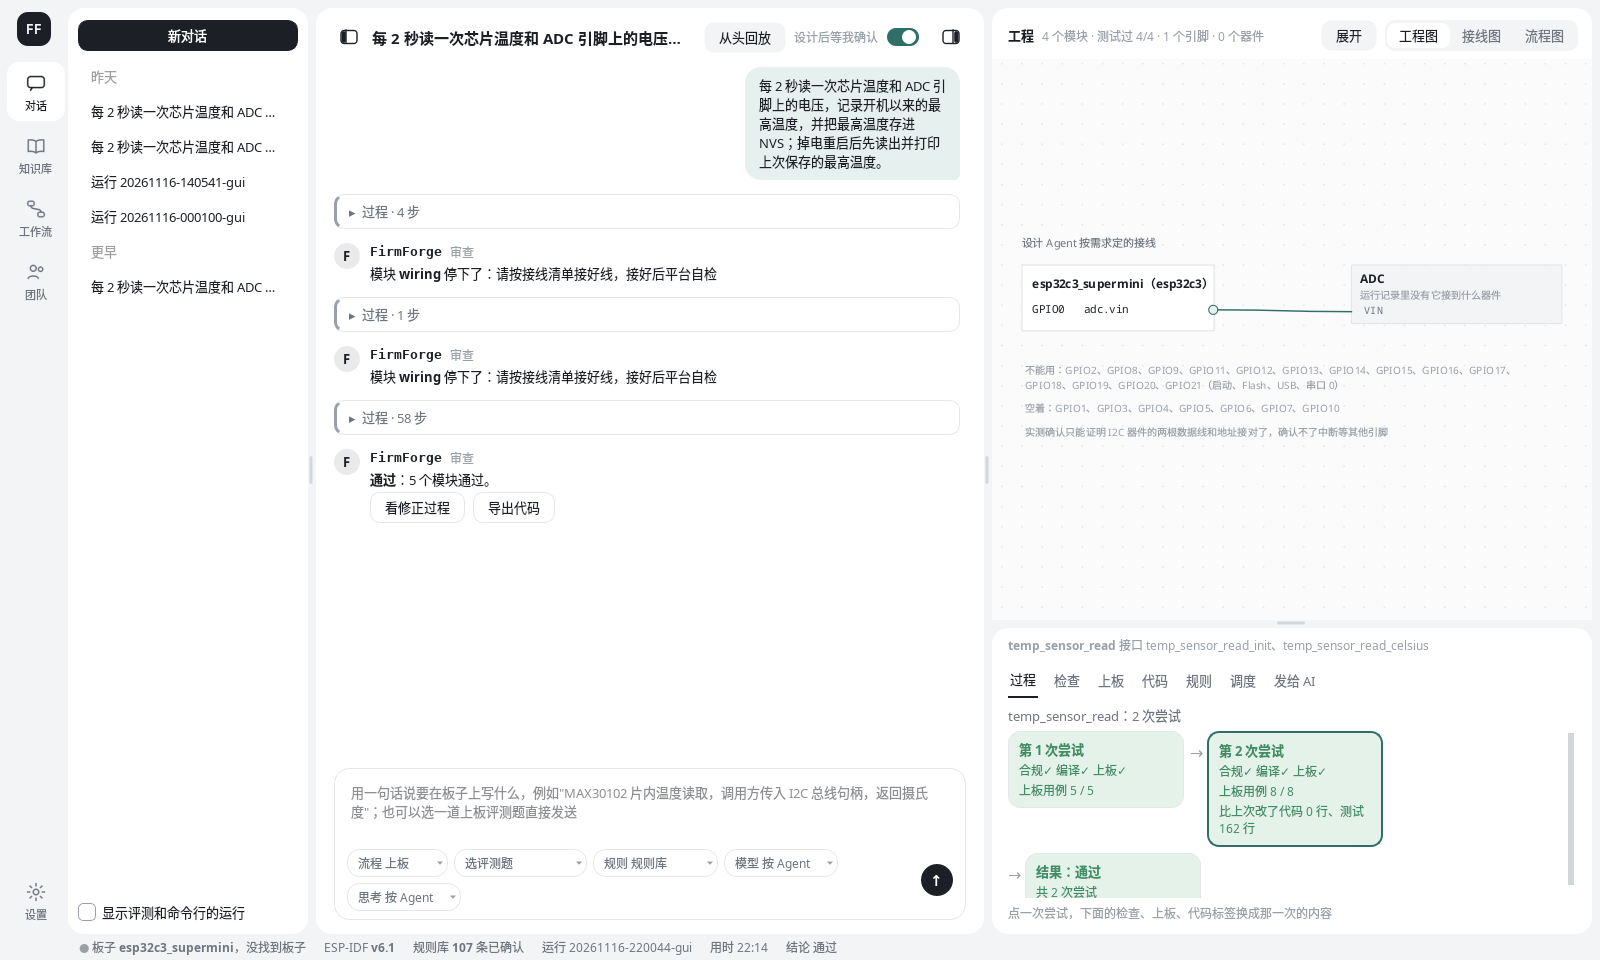 FF
对话
知识库
工作流
团队
设置
新对话
昨天
每 2 秒读一次芯片温度和 ADC ...
每 2 秒读一次芯片温度和 ADC ...
运行 20261116-140541-gui
运行 20261116-000100-gui
更早
每 2 秒读一次芯片温度和 ADC ...
显示评测和命令行的运行
每 2 秒读一次芯片温度和 ADC 引脚上的电压...
从头回放
设计后等我确认
每 2 秒读一次芯片温度和 ADC 引
脚上的电压，记录开机以来的最
高温度，并把最高温度存进
NVS；掉电重启后先读出并打印
上次保存的最高温度。
▸ 过程 · 4 步
F FirmForge 审查
模块 wiring 停下了：请按接线清单接好线，接好后平台自检
▸ 过程 · 1 步
F FirmForge 审查
模块 wiring 停下了：请按接线清单接好线，接好后平台自检
▸ 过程 · 58 步
F FirmForge 审查
通过：5 个模块通过。
看修正过程 导出代码
用一句话说要在板子上写什么，例如"MAX30102 片内温度读取，调用方传入 I2C 总线句柄，返回摄氏
度"；也可以选一道上板评测题直接发送
流程 上板 选评测题 规则 规则库 模型 按 Agent
思考 按 Agent
↑
工程 4 个模块 · 测试过 4/4 · 1 个引脚 · 0 个器件
展开 工程图 接线图 流程图
设计 Agent 按需求定的接线
esp32c3_supermini（esp32c3）
GPIO0 adc.vin
ADC
运行记录里没有它接到什么器件
VIN
不能用：GPIO2、GPIO8、GPIO9、GPIO11、GPIO12、GPIO13、GPIO14、GPIO15、GPIO16、GPIO17、
GPIO18、GPIO19、GPIO20、GPIO21（启动、Flash、USB、串口 0）
空着：GPIO1、GPIO3、GPIO4、GPIO5、GPIO6、GPIO7、GPIO10
实测确认只能证明 I2C 器件的两根数据线和地址接对了，确认不了中断等其他引脚
temp_sensor_read 接口 temp_sensor_read_init、temp_sensor_read_celsius
过程 检查 上板 代码 规则 调度 发给 AI
temp_sensor_read：2 次尝试
第 1 次尝试
合规✓ 编译✓ 上板✓
上板用例 5 / 5
→
第 2 次尝试
合规✓ 编译✓ 上板✓
上板用例 8 / 8
比上次改了代码 0 行、测试
162 行
→
结果：通过
共 2 次尝试
点一次尝试，下面的检查、上板、代码标签换成那一次的内容
板子 esp32c3_supermini，没找到板子 ESP-IDF v6.1 规则库 107 条已确认 运行 20261116-220044-gui 用时 22:14 结论 通过